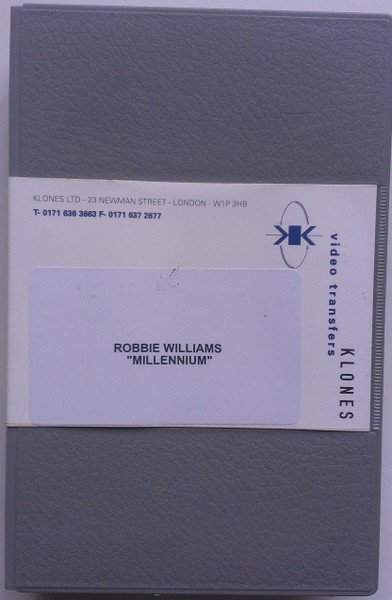 KLONES LTD - 23 NEWMAN STREET - LONDON - W1P 3HB
T- 0171 636 3663 F- 0171 637 2677
video transfers
KLONES
ROBBIE WILLIAMS
"MILLENNIUM"